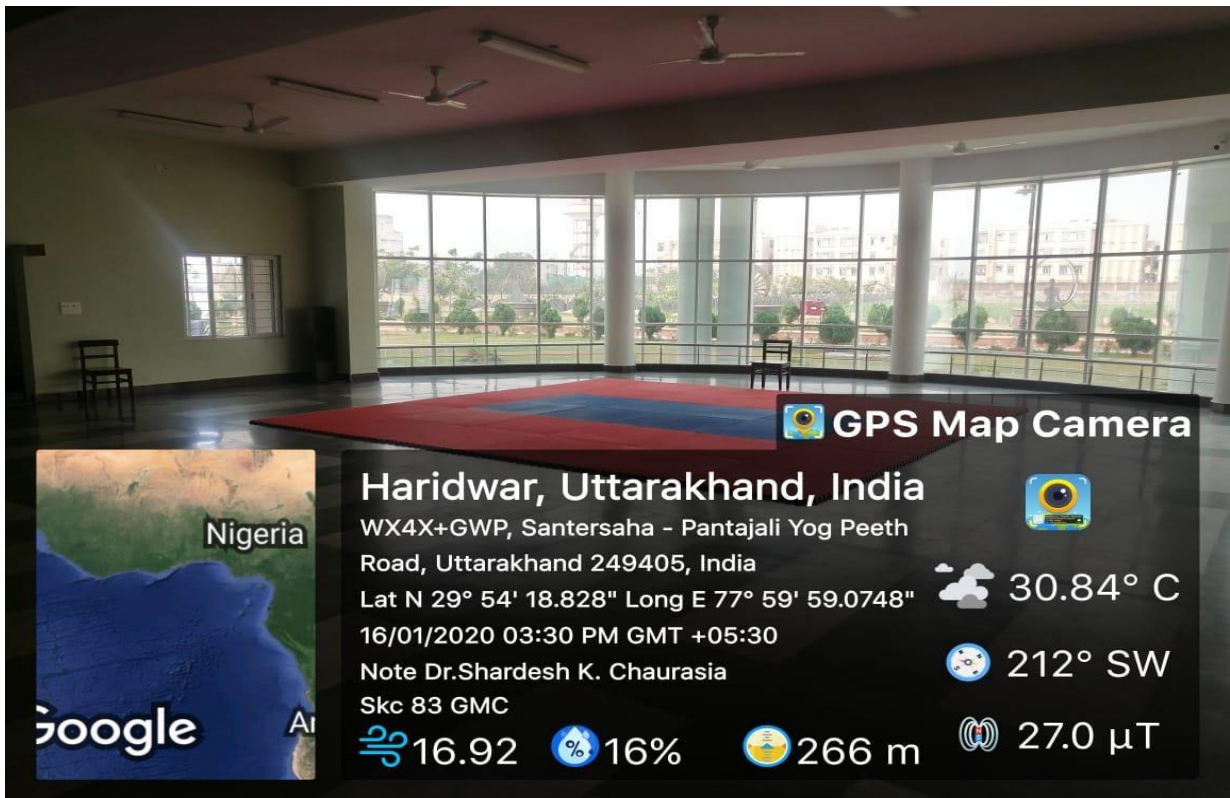 GPS Map Camera
Haridwar, Uttarakhand, India
WX4X+GWP, Santersaha - Pantajali Yog Peeth
Road, Uttarakhand 249405, India
Lat N 29° 54' 18.828" Long E 77° 59' 59.0748"
16/01/2020 03:30 PM GMT +05:30
Note Dr.Shardesh K. Chaurasia
Skc 83 GMC
16.92
16%
266 m
30.84° C
212° SW
27.0 µT
Nigeria
Google